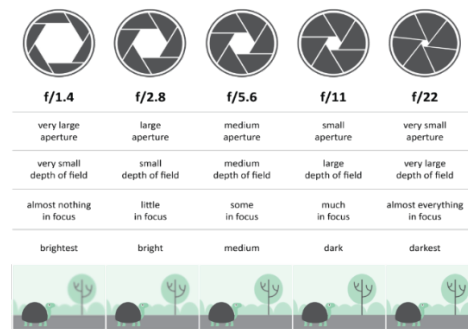 f/1.4 f/2.8 f/5.6 f/11 f/22
very large large medium small very small
aperture aperture aperture aperture aperture
very small small medium large very large
depth of field depth of field depth of field depth of field depth of field
almost nothing little some much almost everything
in focus in focus in focus in focus in focus
brightest bright medium dark darkest